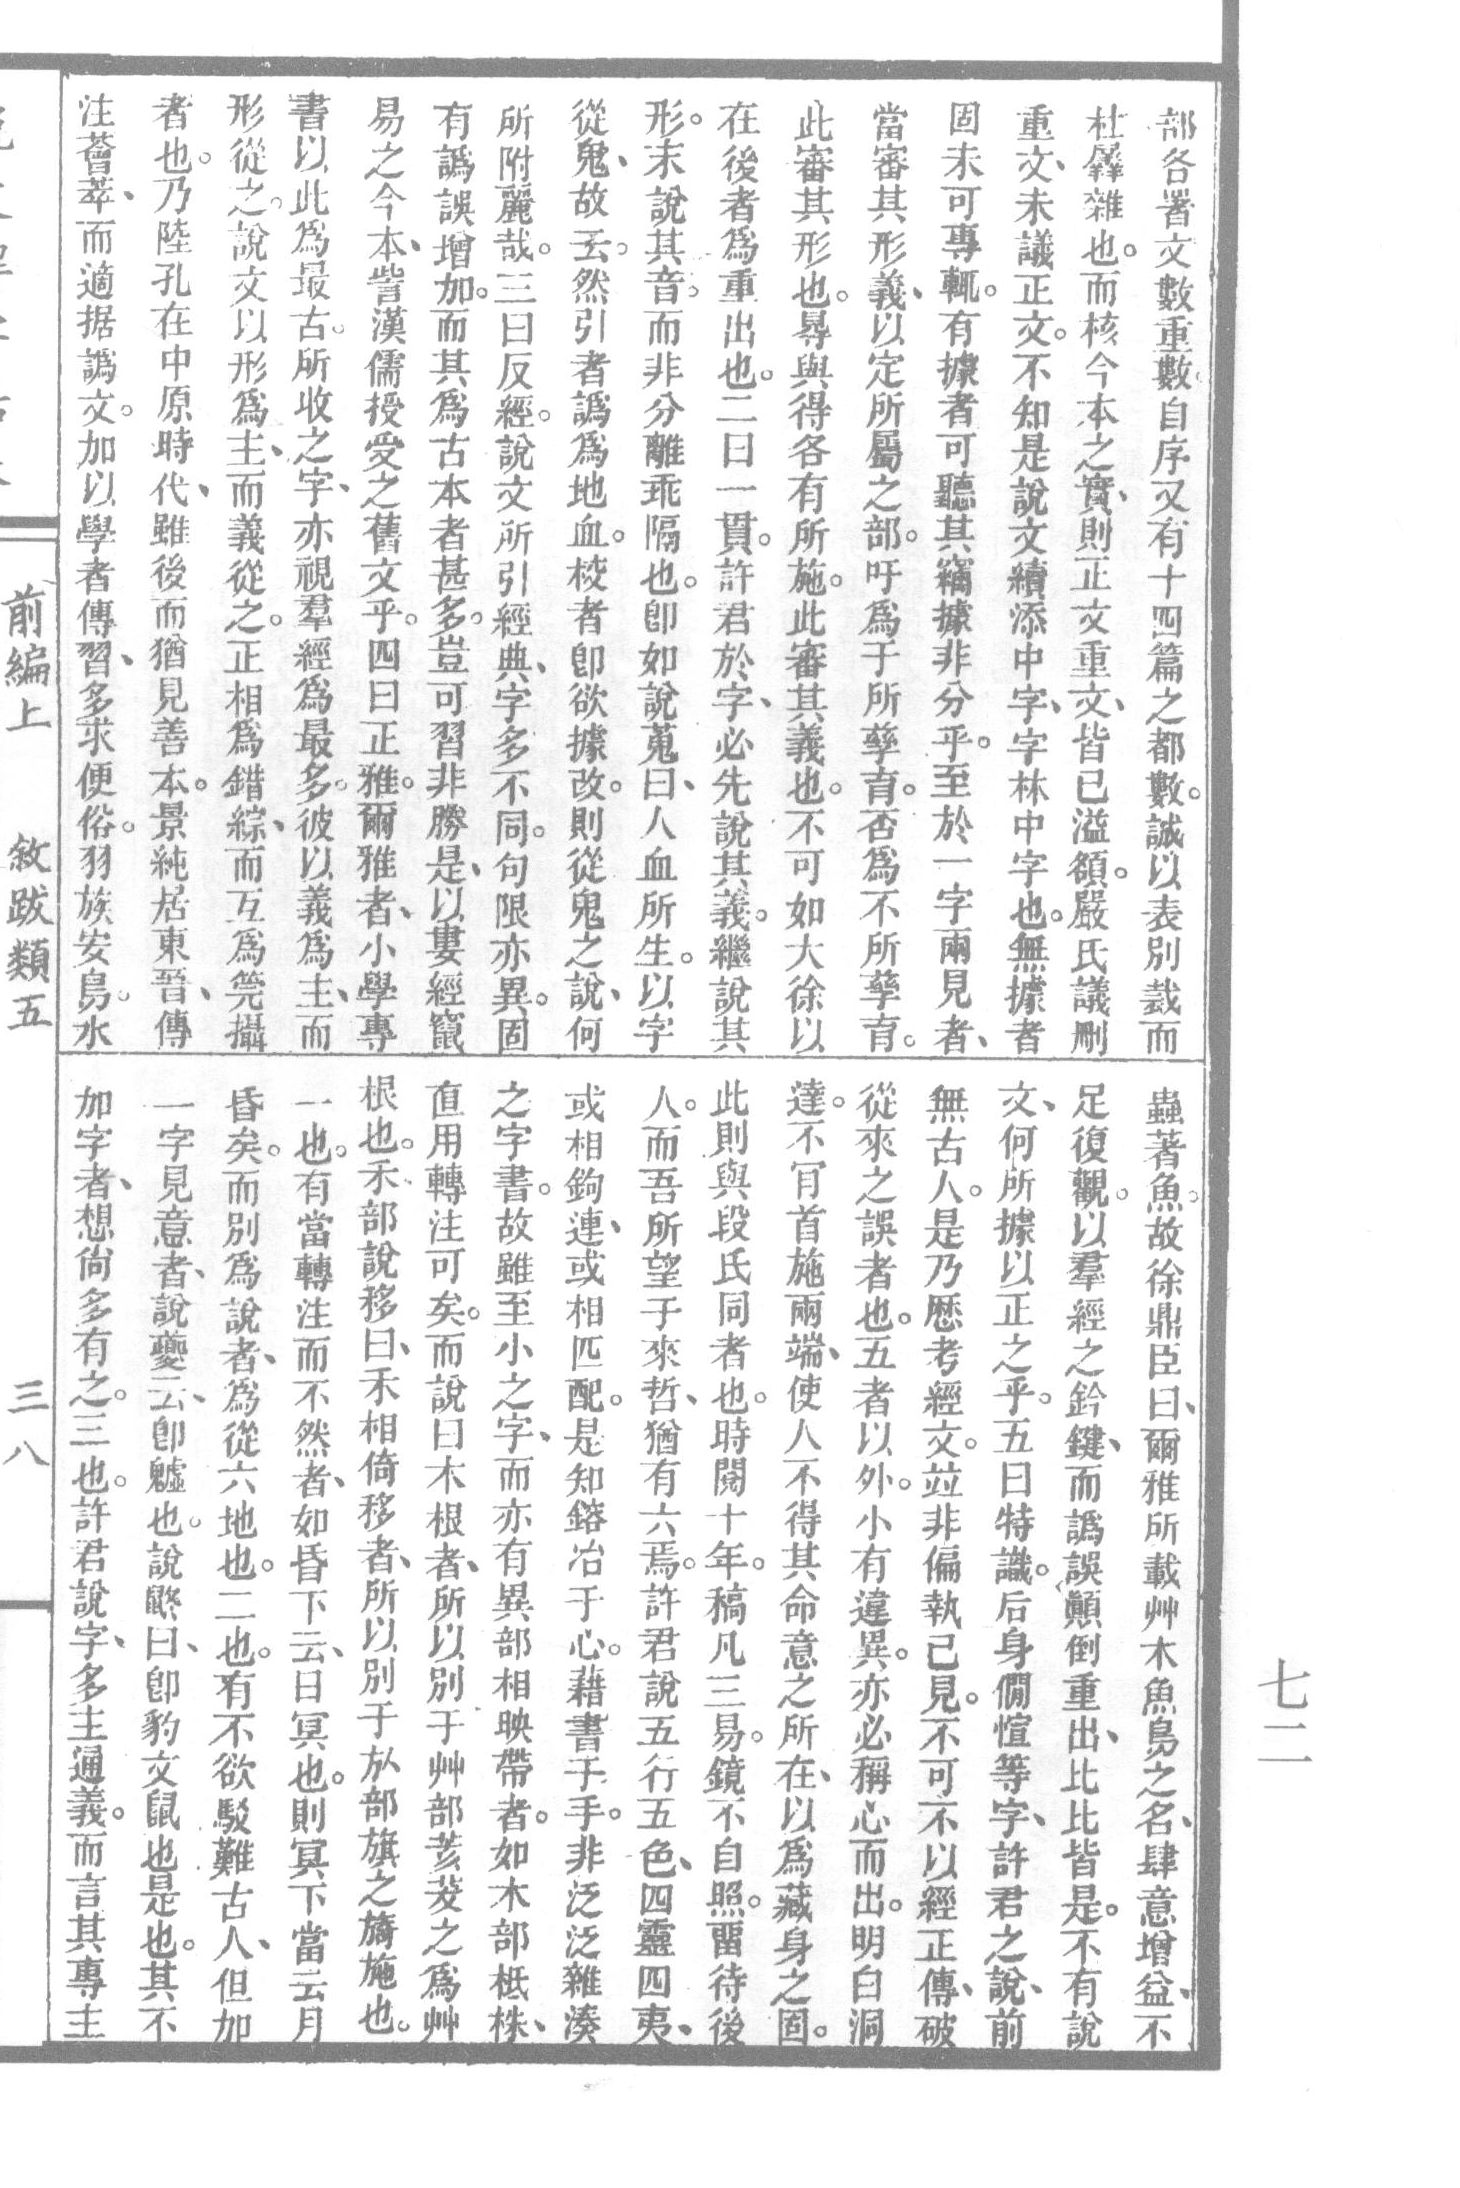 部各署文數重數。自序又有十四篇之都數。誠以表別裁而
杜羼雜也。而核今本之實、則正文重文、皆已溢額。嚴氏議刪
重文、未議正文。不知是說文續添中字、字林中字也。無據者
固未可專輒。有據者可聽其竊據非分乎。至於一字兩見者、
當審其形義、以定所屬之部。吁爲于所孳育。否爲不所孳育。
此審其形也。㝵與得各有所施。此審其義也。不可如大徐以
在後者爲重出也。二曰一貫。許君於字、必先說其義。繼說其
形。末說其音。而非分離乖隔也。卽如說蒐曰、人血所生。以字
從鬼、故云。然引者譌爲地血。校者卽欲據改。則從鬼之說、何
所附麗哉。三曰反經。說文所引經典、字多不同。句限亦異。固
有譌誤增加。而其爲古本者甚多。豈可習非勝是、以婁經竄
易之今本、訾漢儒授受之舊文乎。四曰正雅。爾雅者、小學專
書以此爲最古。所收之字、亦視羣經爲最多。彼以義爲主、而
形從之。說文以形爲主、而義從之。正相爲錯綜、而互爲筦攝
者也。乃陸孔在中原時代、雖後而猶見善本。景純居東晉、傳
注薈萃、而適据譌文。加以學者傳習、多求便俗。羽族安鳥。水
蟲著魚。故徐鼎臣曰、爾雅所載艸木魚鳥之名、肆意增益、不
足復觀。以羣經之鈐鍵、而譌誤顛倒重出、比比皆是。不有說
文、何所據以正之乎。五曰特識。后身僩愃等字、許君之說、前
無古人。是乃厯考經文。竝非偏執已見。不可不以經正傳、破
從來之誤者也。五者以外。小有違異。亦必稱心而出。明白洞
達。不肎首施兩端、使人不得其命意之所在、以爲藏身之固。
此則與段氏同者也。時閱十年。稿凡三易。鏡不自照。畱待後
人。而吾所望于來哲、猶有六焉。許君說五行五色、四靈四夷、
或相鉤連、或相匹配。是知鎔冶于心。藉書于手。非泛泛雜湊
之字書。故雖至小之字、而亦有異部相映帶者。如木部柢株、
直用轉注可矣。而說曰木根者、所以別于艸部荄茇之爲艸
根也。禾部說移曰、禾相倚移者、所以別于㫃部旗之旖施也。
一也。有當轉注而不然者、如昏下云、日冥也。則冥下當云月
昏矣。而別爲說者、爲從六地也。二也。有不欲駁難古人、但加
一字見意者、說夔云、卽魖也。說䶄曰、卽豹文鼠也是也。其不
加字者、想尙多有之。三也。許君說字、多主通義。而言其專主
前編上　敘跋類五
三八
七二